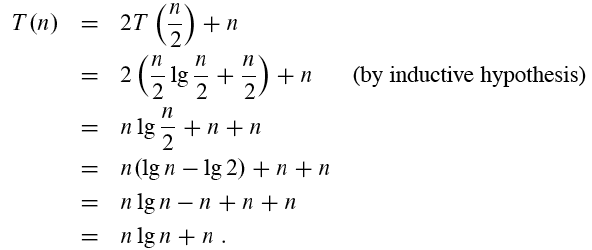 T(n) = 2T(n/2) + n
= 2(n/2 lg n/2 + n/2) + n (by inductive hypothesis)
= n lg n/2 + n + n
= n(lg n − lg 2) + n + n
= n lg n − n + n + n
= n lg n + n .